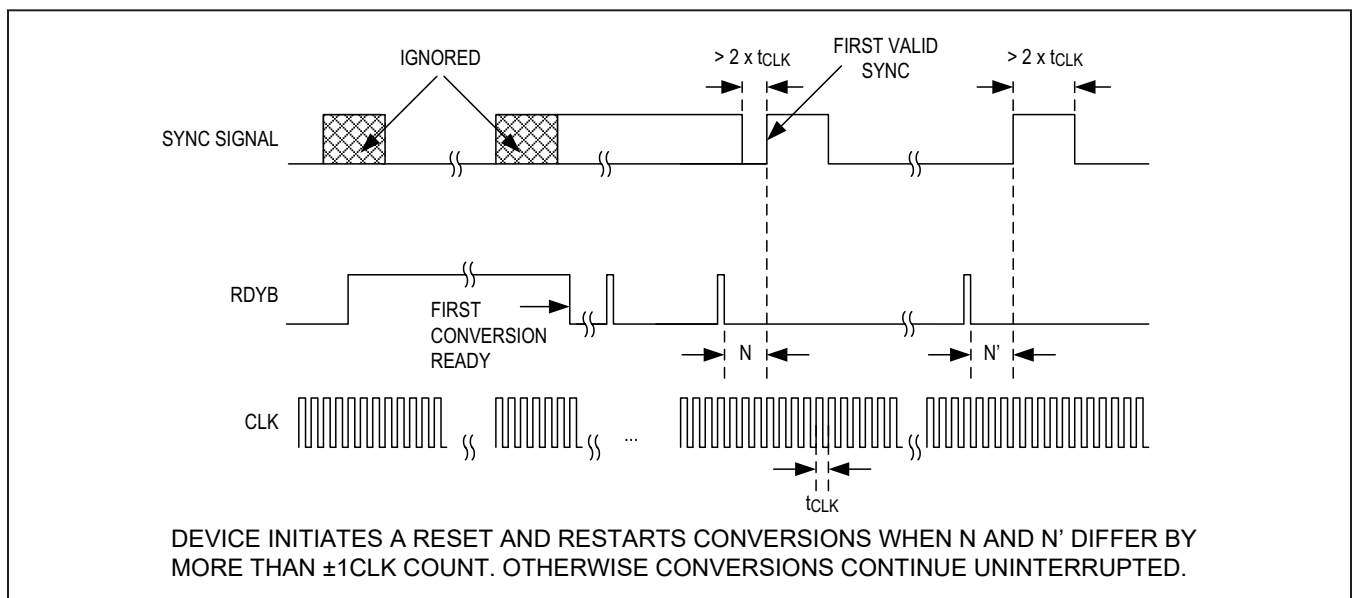 IGNORED
> 2 x tCLK
FIRST VALID
SYNC
> 2 x tCLK
SYNC SIGNAL
RDYB
FIRST
CONVERSION
READY
N
N’
CLK
...
tCLK
DEVICE INITIATES A RESET AND RESTARTS CONVERSIONS WHEN N AND N’ DIFFER BY
MORE THAN ±1CLK COUNT. OTHERWISE CONVERSIONS CONTINUE UNINTERRUPTED.